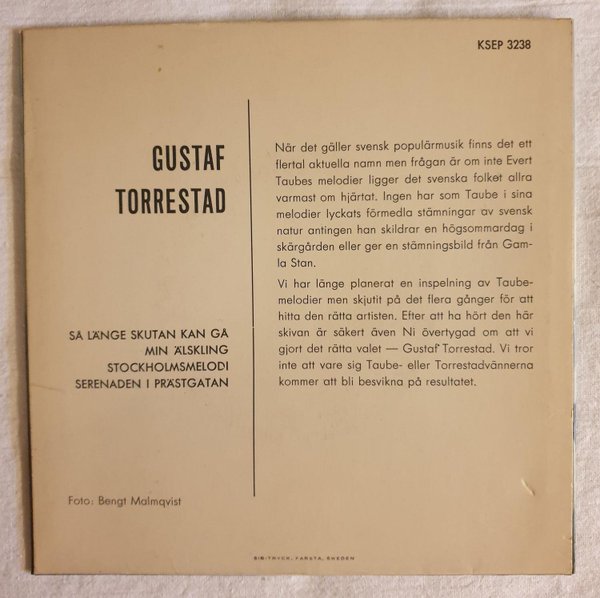 KSEP 3238
GUSTAF
TORRESTAD
SÅ LÄNGE SKUTAN KAN GÅ
MIN ÄLSKLING
STOCKHOLMSMELODI
SERENADEN I PRÄSTGATAN
Foto: Bengt Malmqvist
När det gäller svensk populärmusik finns det ett
flertal aktuella namn men frågan är om inte Evert
Taubes melodier ligger det svenska folket allra
varmast om hjärtat. Ingen har som Taube i sina
melodier lyckats förmedla stämningar av svensk
natur antingen han skildrar en högsommardag i
skärgården eller ger en stämningsbild från Gam-
la Stan.
Vi har länge planerat en inspelning av Taube-
melodier men skjutit på det flera gånger för att
hitta den rätta artisten. Efter att ha hört den här
skivan är säkert även Ni övertygad om att vi
gjort det rätta valet — Gustaf Torrestad. Vi tror
inte att vare sig Taube- eller Torrestadvännerna
kommer att bli besvikna på resultatet.
SIB-TRYCK, FARSTA, SWEDEN